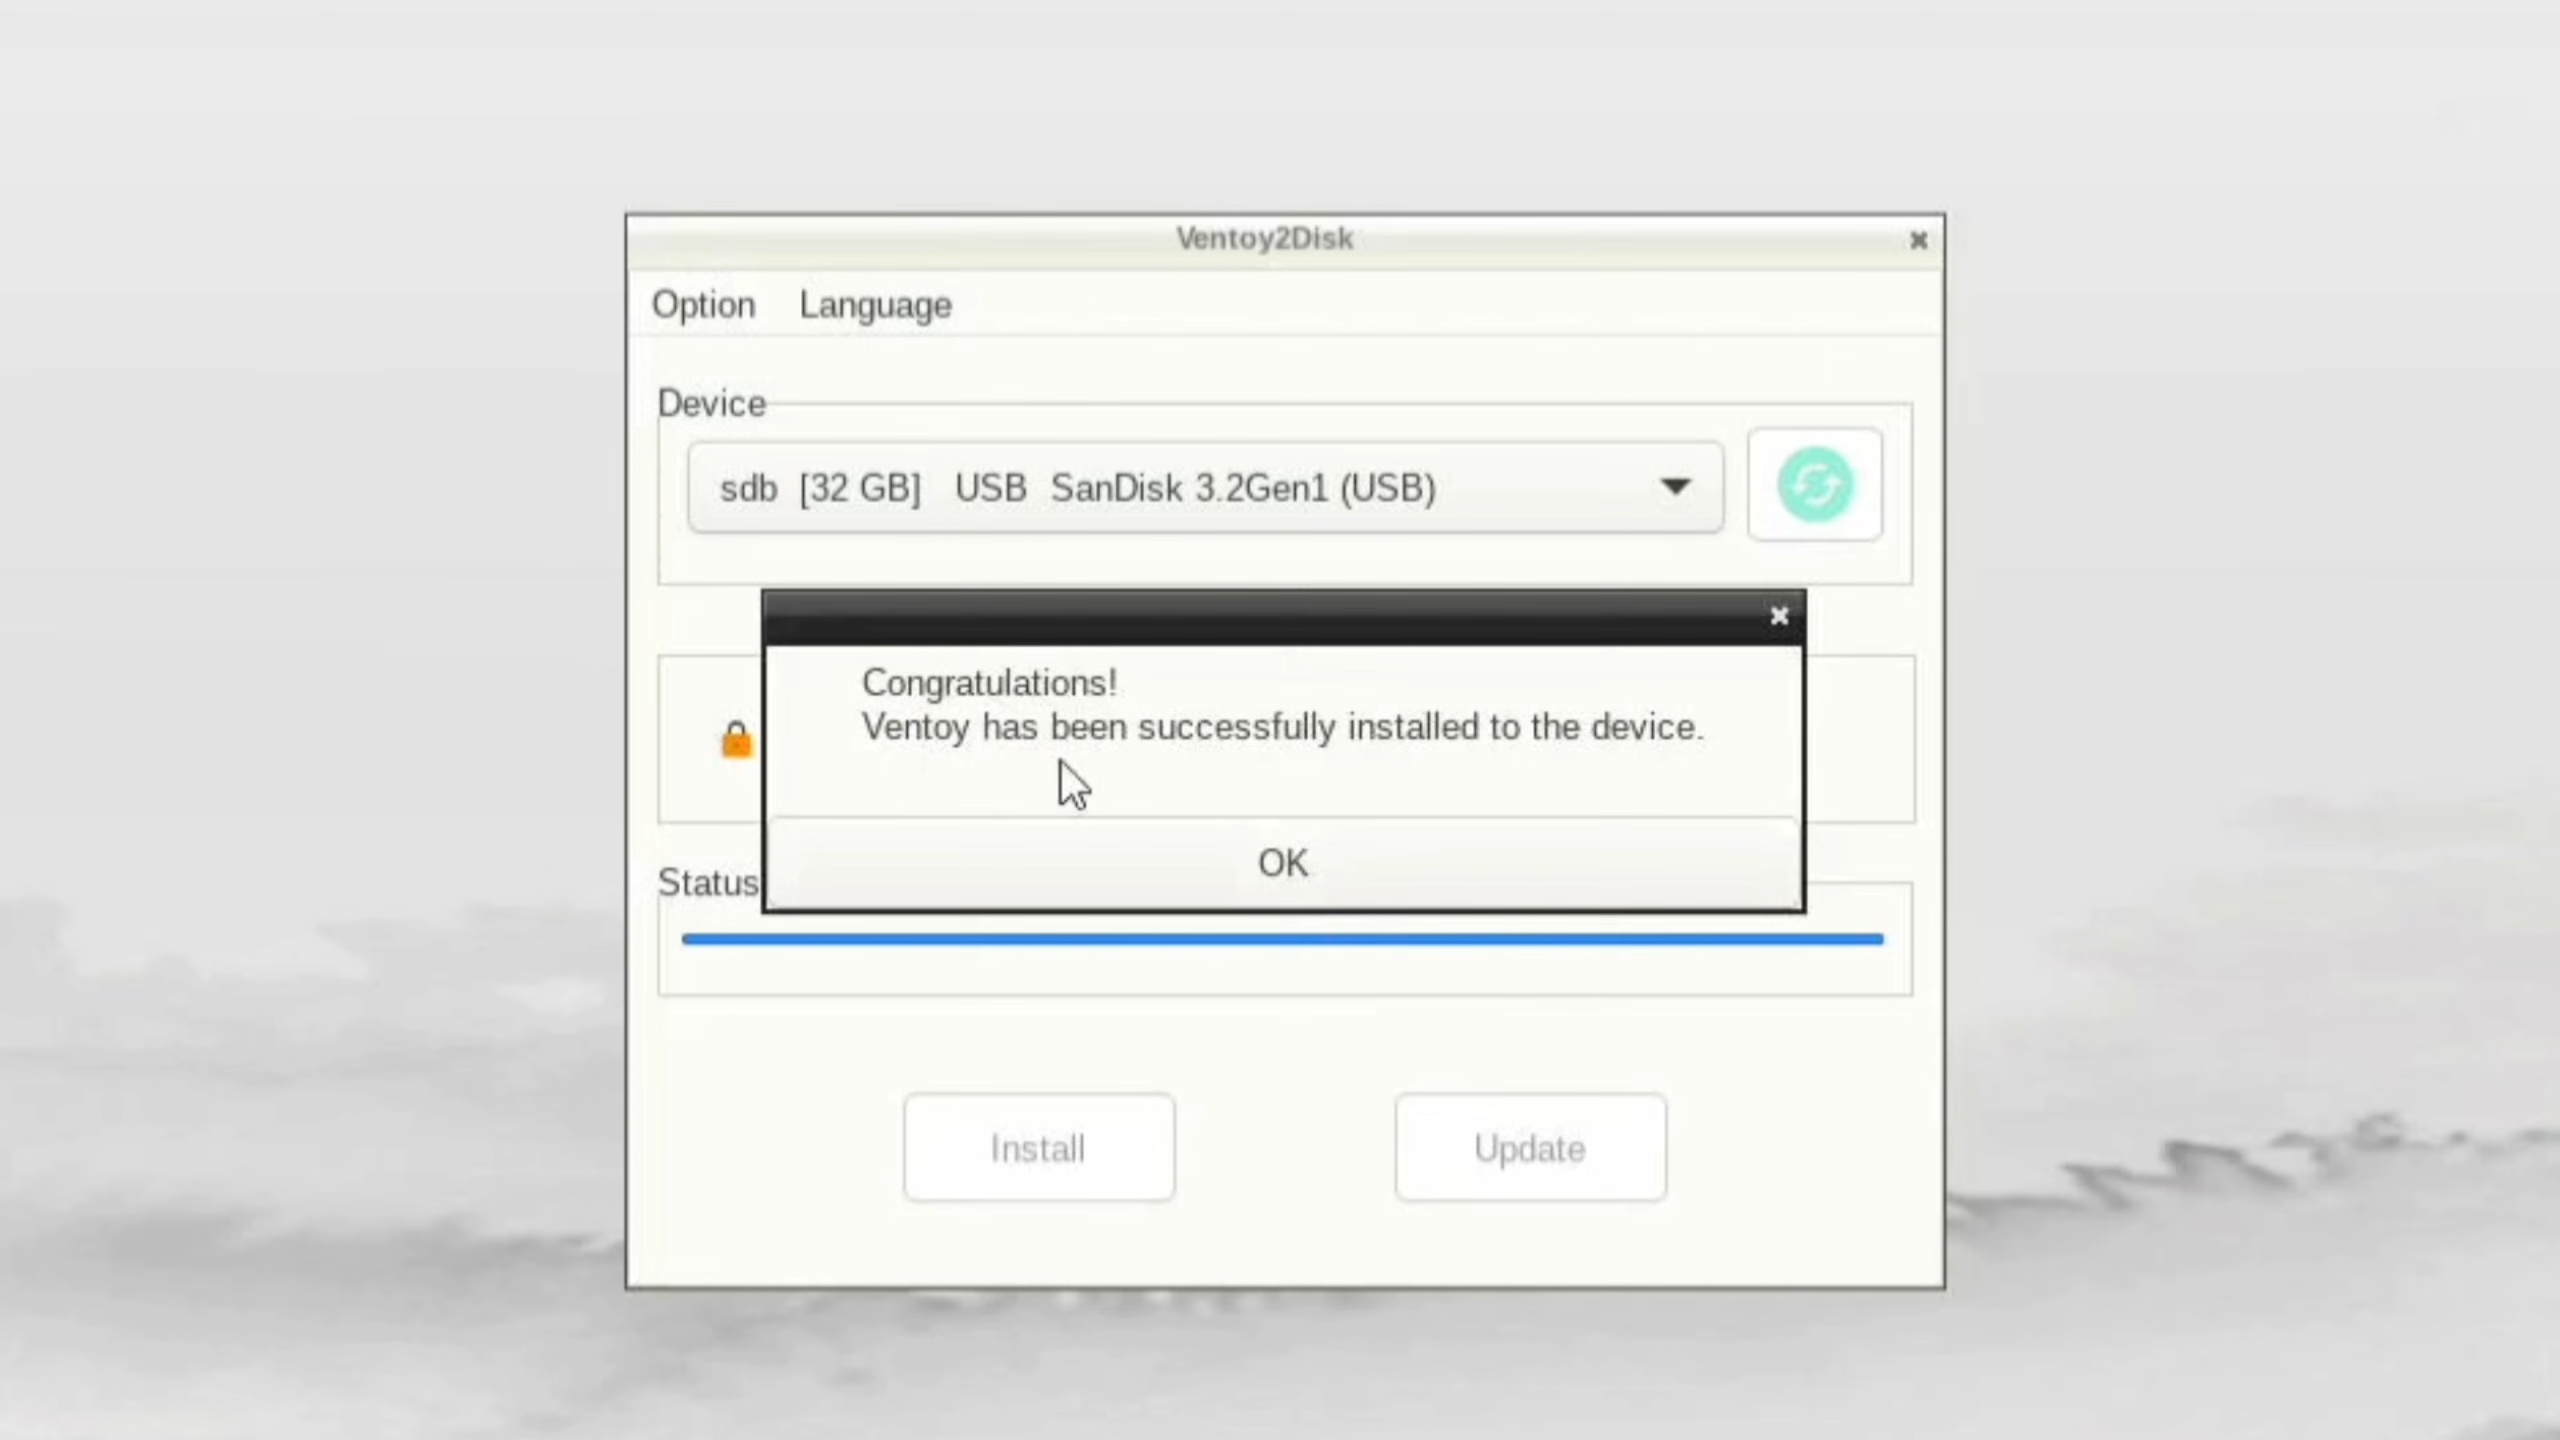 Ventoy2Disk
Option Language
Device
sdb [32 GB] USB SanDisk 3.2Gen1 (USB)
Congratulations!
Ventoy has been successfully installed to the device.
OK
Status
Install Update